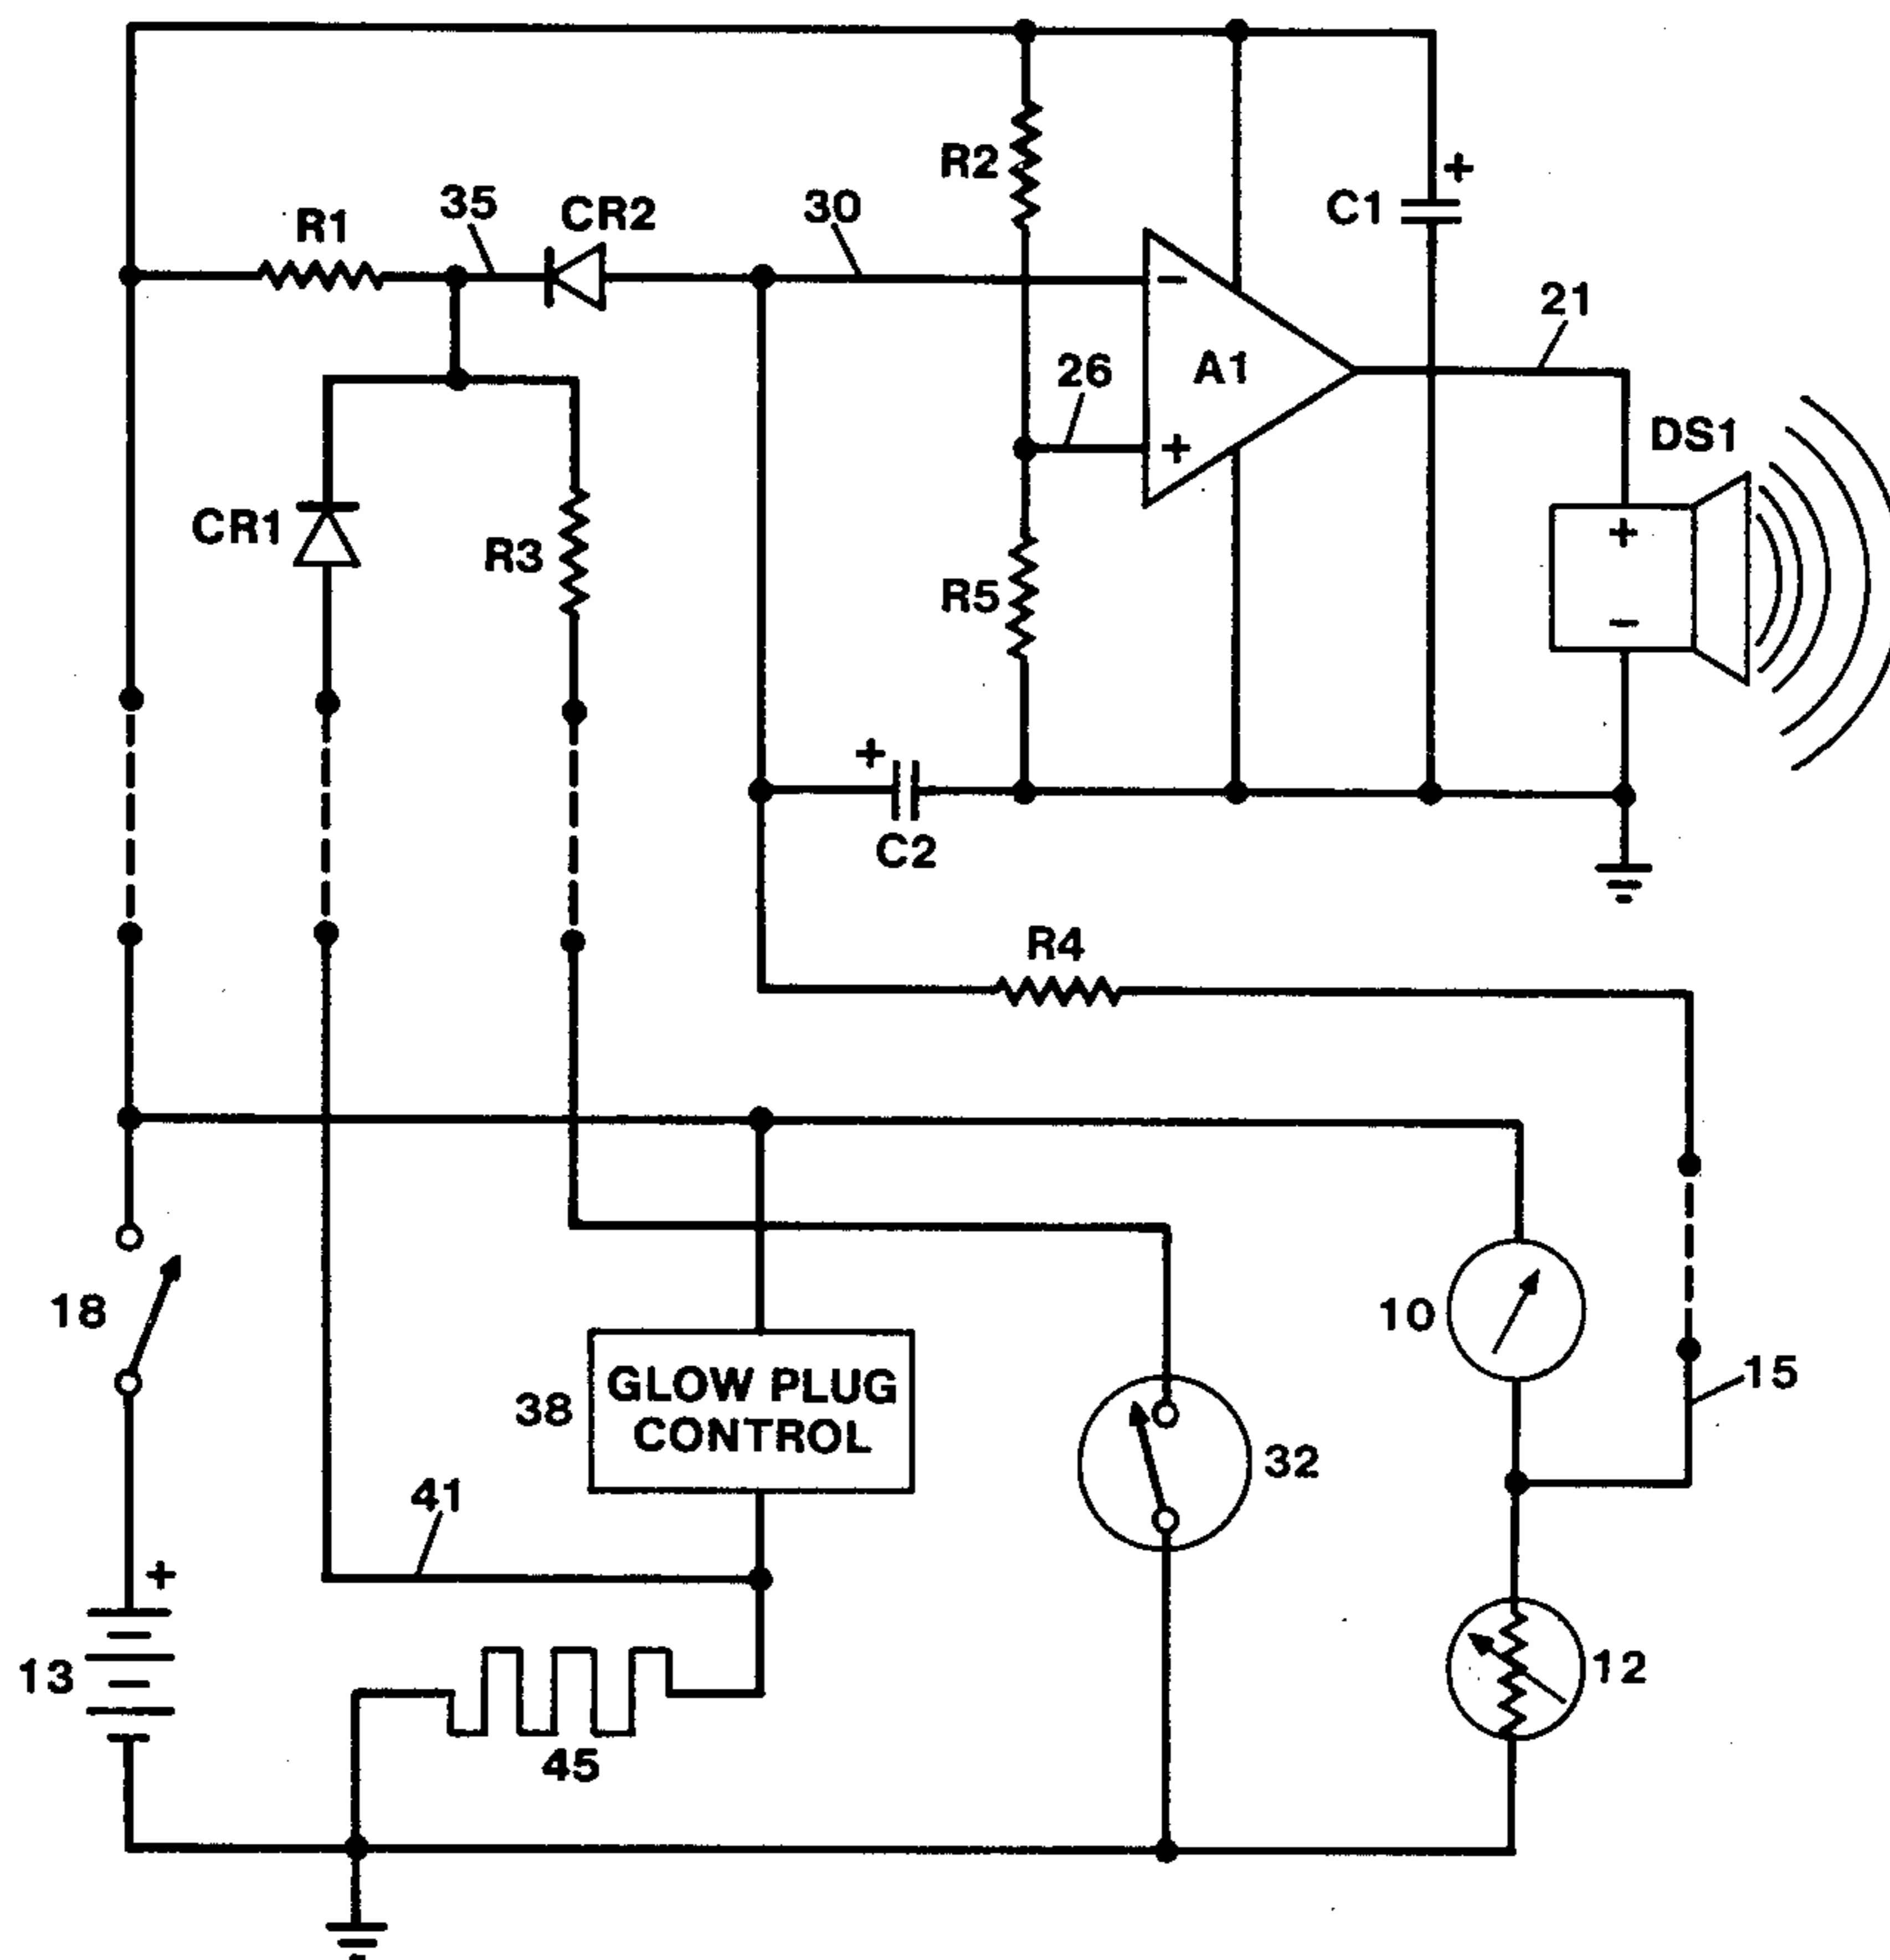 +
R2
35
CR2
30
C1
R1
21
−
A1
26
DS1
+
CR1
R3
+
R5
−
+
C2
R4
18
10
15
GLOW PLUG
38
CONTROL
32
41
+
13
12
45